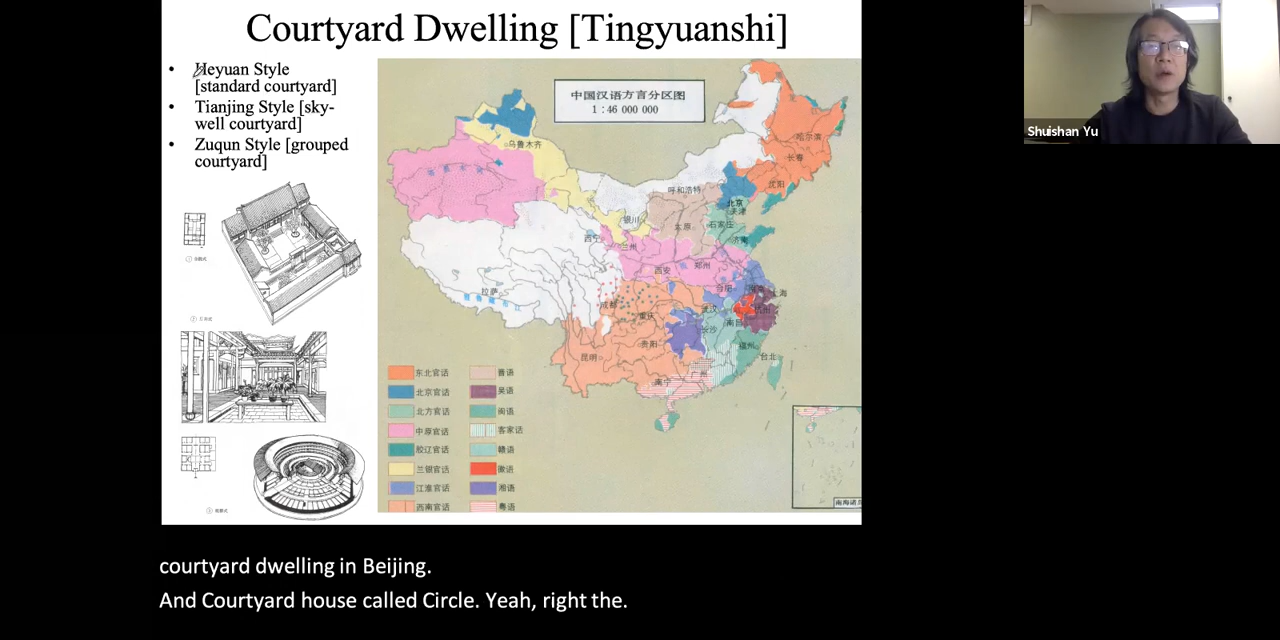 Courtyard Dwelling [Tingyuanshi]
• Heyuan Style
[standard courtyard]
• Tianjing Style [sky-
well courtyard]
• Zuqun Style [grouped
courtyard]
中国汉语方言分区图
1:46 000 000
哈尔滨
长春
沈阳
乌鲁木齐
呼和浩特
北京
天津
银川
太原
石家庄
济南
西宁
兰州
西安
郑州
拉萨
成都
重庆
合肥
上海
武汉
杭州
南昌
长沙
贵阳
福州
台北
昆明
广州
南宁
东北官话
晋语
北京官话
吴语
北方官话
闽语
中原官话
客家话
胶辽官话
赣语
兰银官话
徽语
江淮官话
湘语
西南官话
粤语
Shuishan Yu
courtyard dwelling in Beijing.
And Courtyard house called Circle. Yeah, right the.